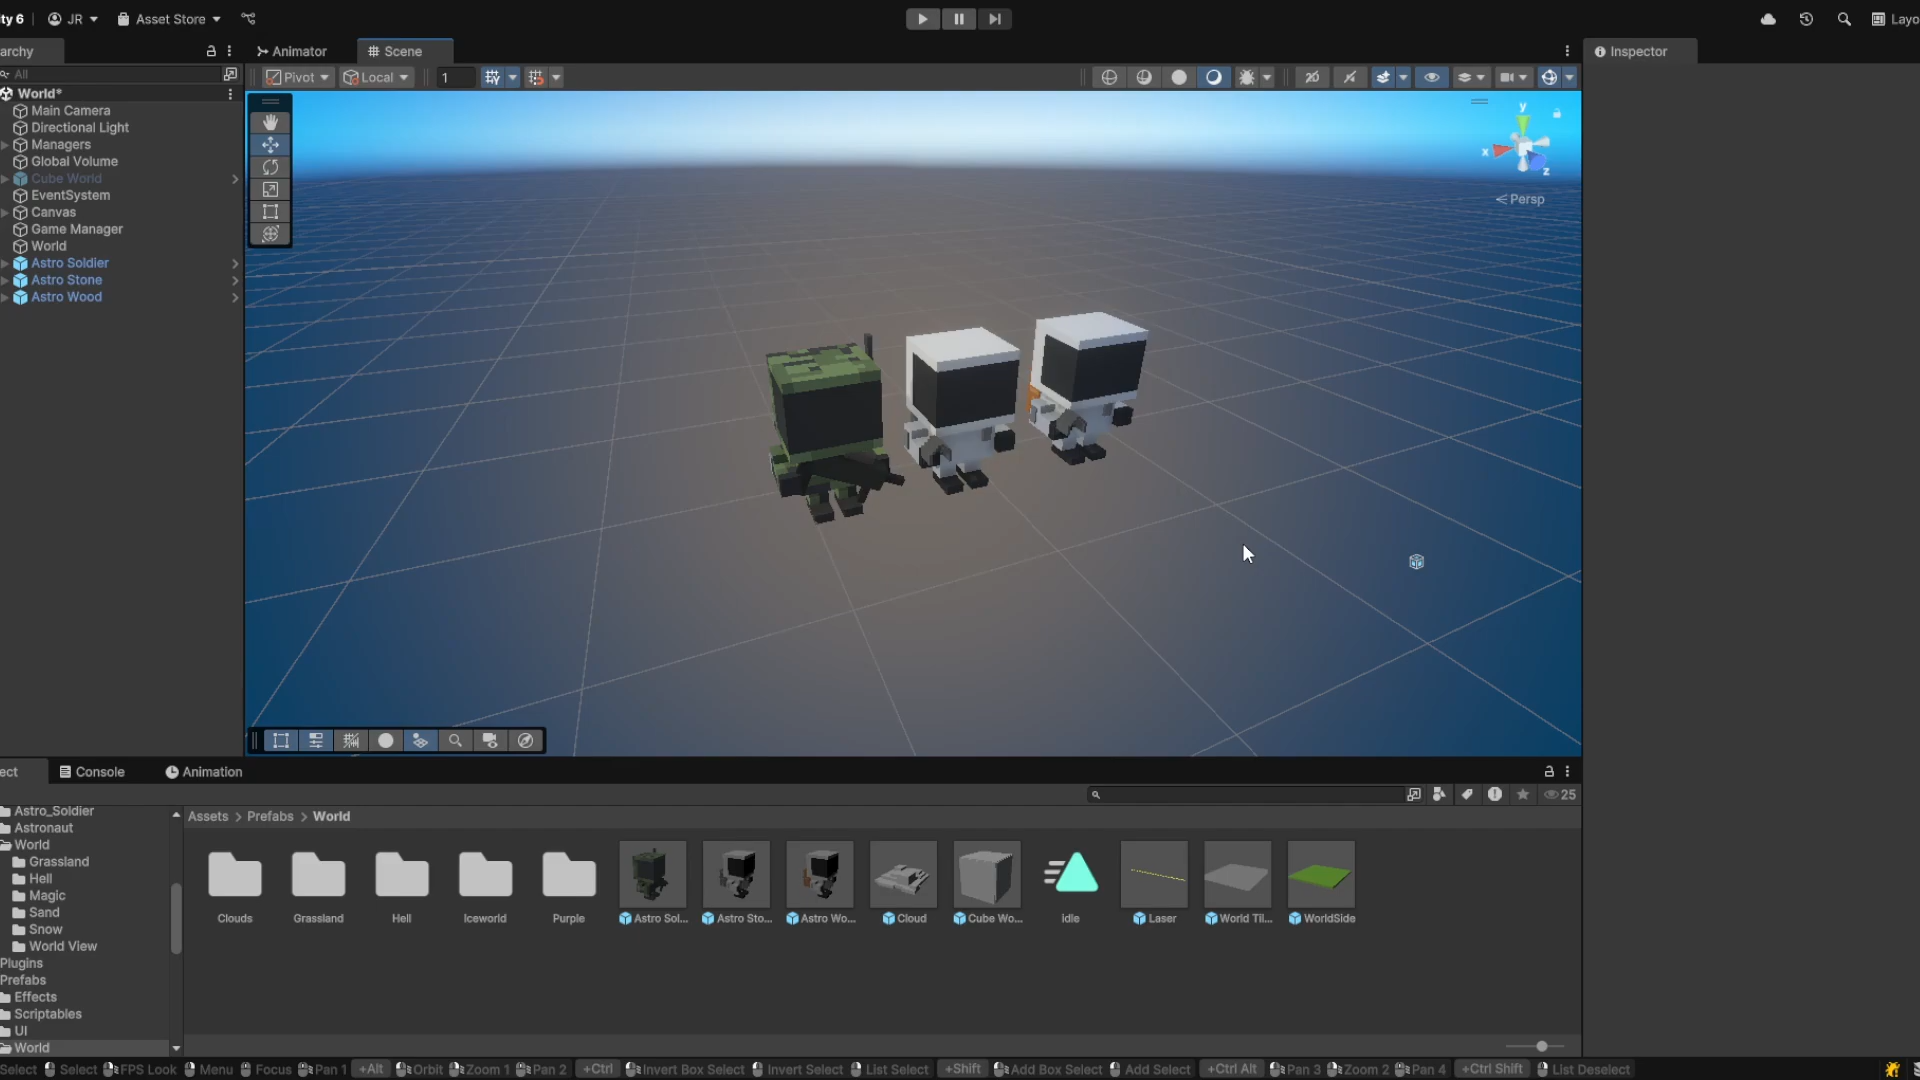 ty 6
JR
Asset Store
Layo
archy
Animator
Scene
Inspector
All
Pivot
Local
1
World*
Main Camera
Directional Light
Managers
Global Volume
Cube World
EventSystem
Canvas
Game Manager
World
Astro Soldier
Astro Stone
Astro Wood
y
x
z
Persp
ect
Console
Animation
25
Astro_Soldier
Astronaut
World
Grassland
Hell
Magic
Sand
Snow
World View
Plugins
Prefabs
Effects
Scriptables
UI
World
Assets > Prefabs > World
Clouds
Grassland
Hell
Iceworld
Purple
Astro Sol...
Astro Sto...
Astro Wo...
Cloud
Cube Wo...
idle
Laser
World Til...
WorldSide
Select Select FPS Look Menu Focus Pan 1 +Alt Orbit Zoom 1 Pan 2 +Ctrl Invert Box Select Invert Select List Select +Shift Add Box Select Add Select +Ctrl Alt Pan 3 Zoom 2 Pan 4 +Ctrl Shift List Deselect